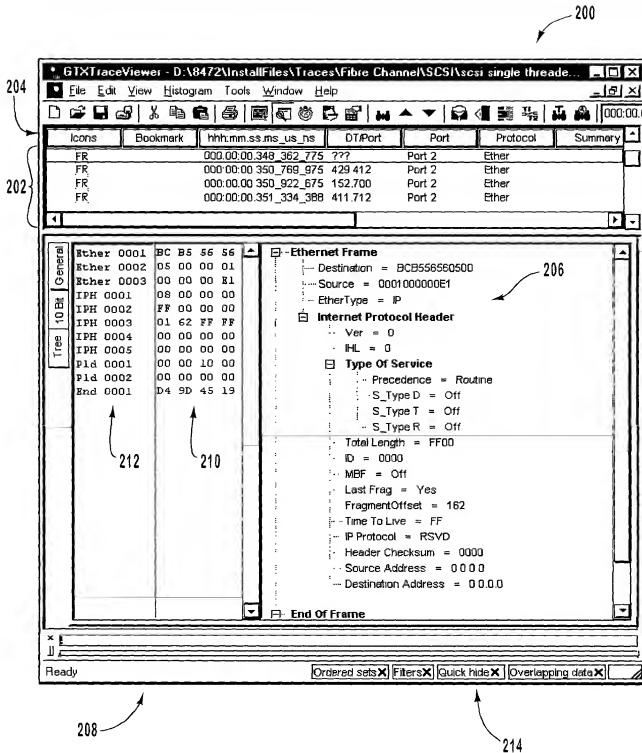 200
GTXTraceViewer - D:\8472\InstallFiles\Traces\Fibre Channel\SCSI\scsi single threade...
File Edit View Histogram Tools Window Help
000:00.
204
Icons Bookmark hhh:mm.ss.ms_us_ns DT/Port Port Protocol Summary
202
FR 000:00:00.348_362_775 ??? Port 2 Ether
FR 000:00:00 350_769_975 429 412 Port 2 Ether
FR 000:00:00 350_922_675 152.700 Port 2 Ether
FR 000:00:00.351_334_388 411.712 Port 2 Ether
General
10 Bit
Tree
Ether 0001 BC B5 56 56
Ether 0002 05 00 00 01
Ether 0003 00 00 00 E1
IPH 0001 08 00 00 00
IPH 0002 FF 00 00 00
IPH 0003 01 62 FF FF
IPH 0004 00 00 00 00
IPH 0005 00 00 00 00
Pld 0001 00 00 10 00
Pld 0002 00 00 00 00
End 0001 D4 9D 45 19
212
210
Ethernet Frame
Destination = BCB556560500
206
Source = 0001000000E1
EtherType = IP
Internet Protocol Header
Ver = 0
IHL = 0
Type Of Service
Precedence = Routine
S_Type D = Off
S_Type T = Off
S_Type R = Off
Total Length = FF00
ID = 0000
MBF = Off
Last Frag = Yes
FragmentOffset = 162
Time To Live = FF
IP Protocol = RSVD
Header Checksum = 0000
Source Address = 0 0 0 0
Destination Address = 0 0.0.0
End Of Frame
Ready
Ordered sets X Filters X Quick hide X Overlapping data X
208
214